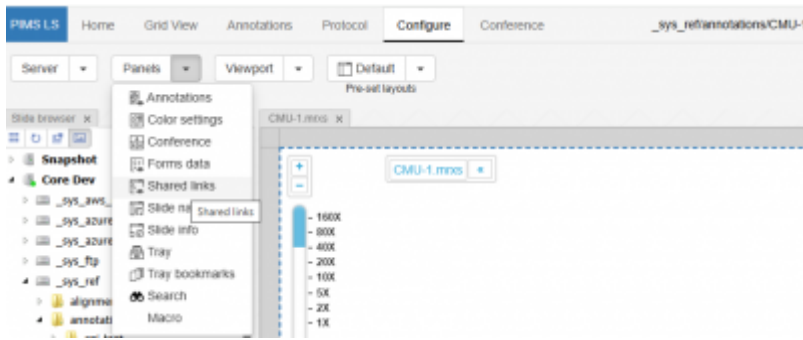 PIMS LS Home Grid View Annotations Protocol Configure Conference _sys_ref/annotations/CMU-1
Server Panels Viewport Default
Pre-set layouts
Slide browser x CMU-1.mrxs x
Annotations
Color settings
Conference
Forms data
Shared links
Shared links
Slide info
Tray
Tray bookmarks
Search
Macro
Snapshot
Core Dev
_sys_aws_
_sys_azure
_sys_azure
_sys_ftp
_sys_ref
CMU-1.mrxs x
+
-
160X
80X
40X
20X
10X
5X
2X
1X